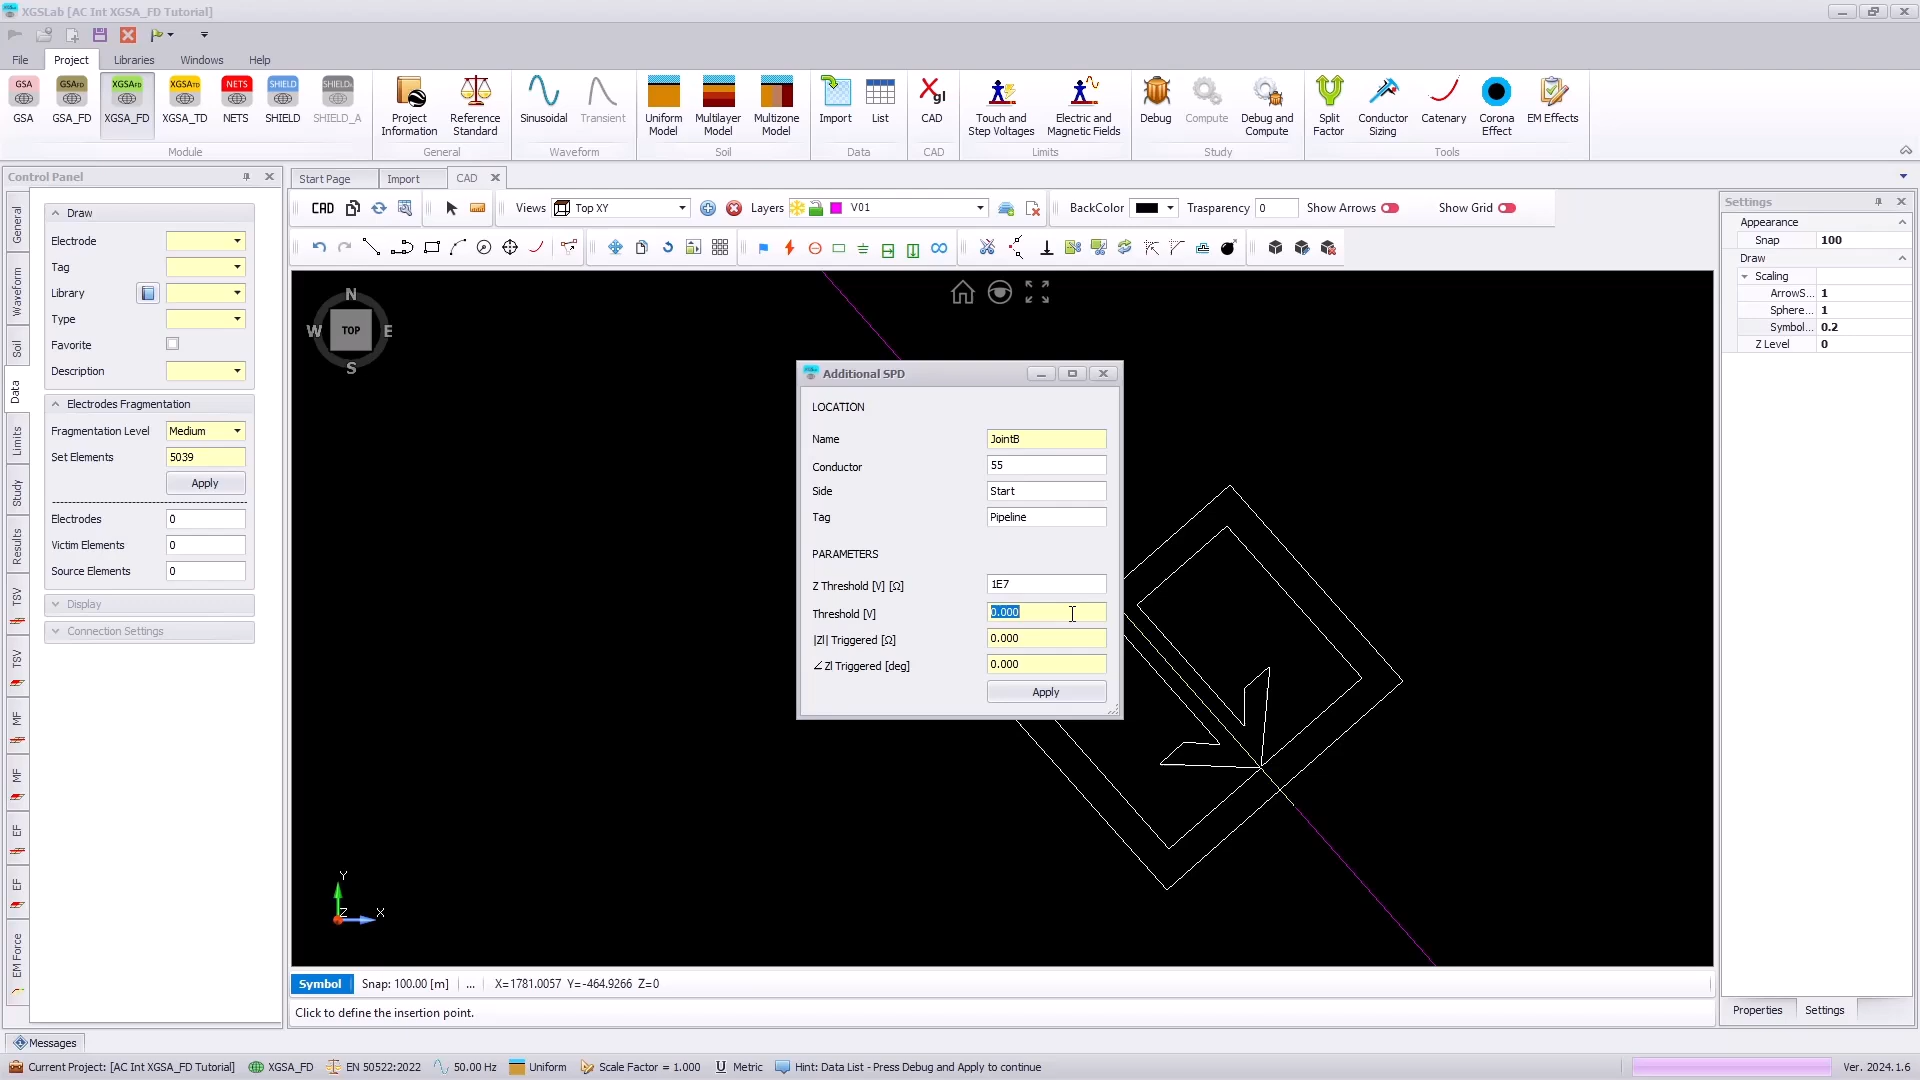 XGSLab [AC Int XGSA_FD Tutorial]
File Project Libraries Windows Help
GSA GSAFD XGSAFD XGSATD NETS SHIELD SHIELDA
GSA GSA_FD XGSA_FD XGSA_TD NETS SHIELD SHIELD_A
Project Information Reference Standard Sinusoidal Transient Uniform Model Multilayer Model Multizone Model Import List CAD Touch and Step Voltages Electric and Magnetic Fields Debug Compute Debug and Compute Split Factor Conductor Sizing Catenary Corona Effect EM Effects
Module General Waveform Soil Data CAD Limits Study Tools
Control Panel
Start Page Import CAD
Settings
CAD Views Top XY Layers V01 BackColor Trasparency 0 Show Arrows Show Grid
General
Waveform
Soil
Data
Limits
Study
Results
TSV
TSV
MF
MF
EF
EF
EM Force
Draw
Electrode
Tag
Library
Type
Favorite
Description
Electrodes Fragmentation
Fragmentation Level Medium
Set Elements 5039
Apply
Electrodes 0
Victim Elements 0
Source Elements 0
Display
Connection Settings
N
W TOP E
S
Additional SPD
LOCATION
Name JointB
Conductor 55
Side Start
Tag Pipeline
PARAMETERS
Z Threshold [V] [Ω] 1E7
Threshold [V] 0.000
|Zl| Triggered [Ω] 0.000
∠Zl Triggered [deg] 0.000
Apply
Y
Z X
Appearance
Snap 100
Draw
Scaling
ArrowS... 1
Sphere... 1
Symbol... 0.2
Z Level 0
Symbol Snap: 100.00 [m] ... X=1781.0057 Y=-464.9266 Z=0
Click to define the insertion point.
Properties Settings
Messages
Current Project: [AC Int XGSA_FD Tutorial] XGSA_FD EN 50522:2022 50.00 Hz Uniform Scale Factor = 1.000 Metric Hint: Data List - Press Debug and Apply to continue Ver. 2024.1.6